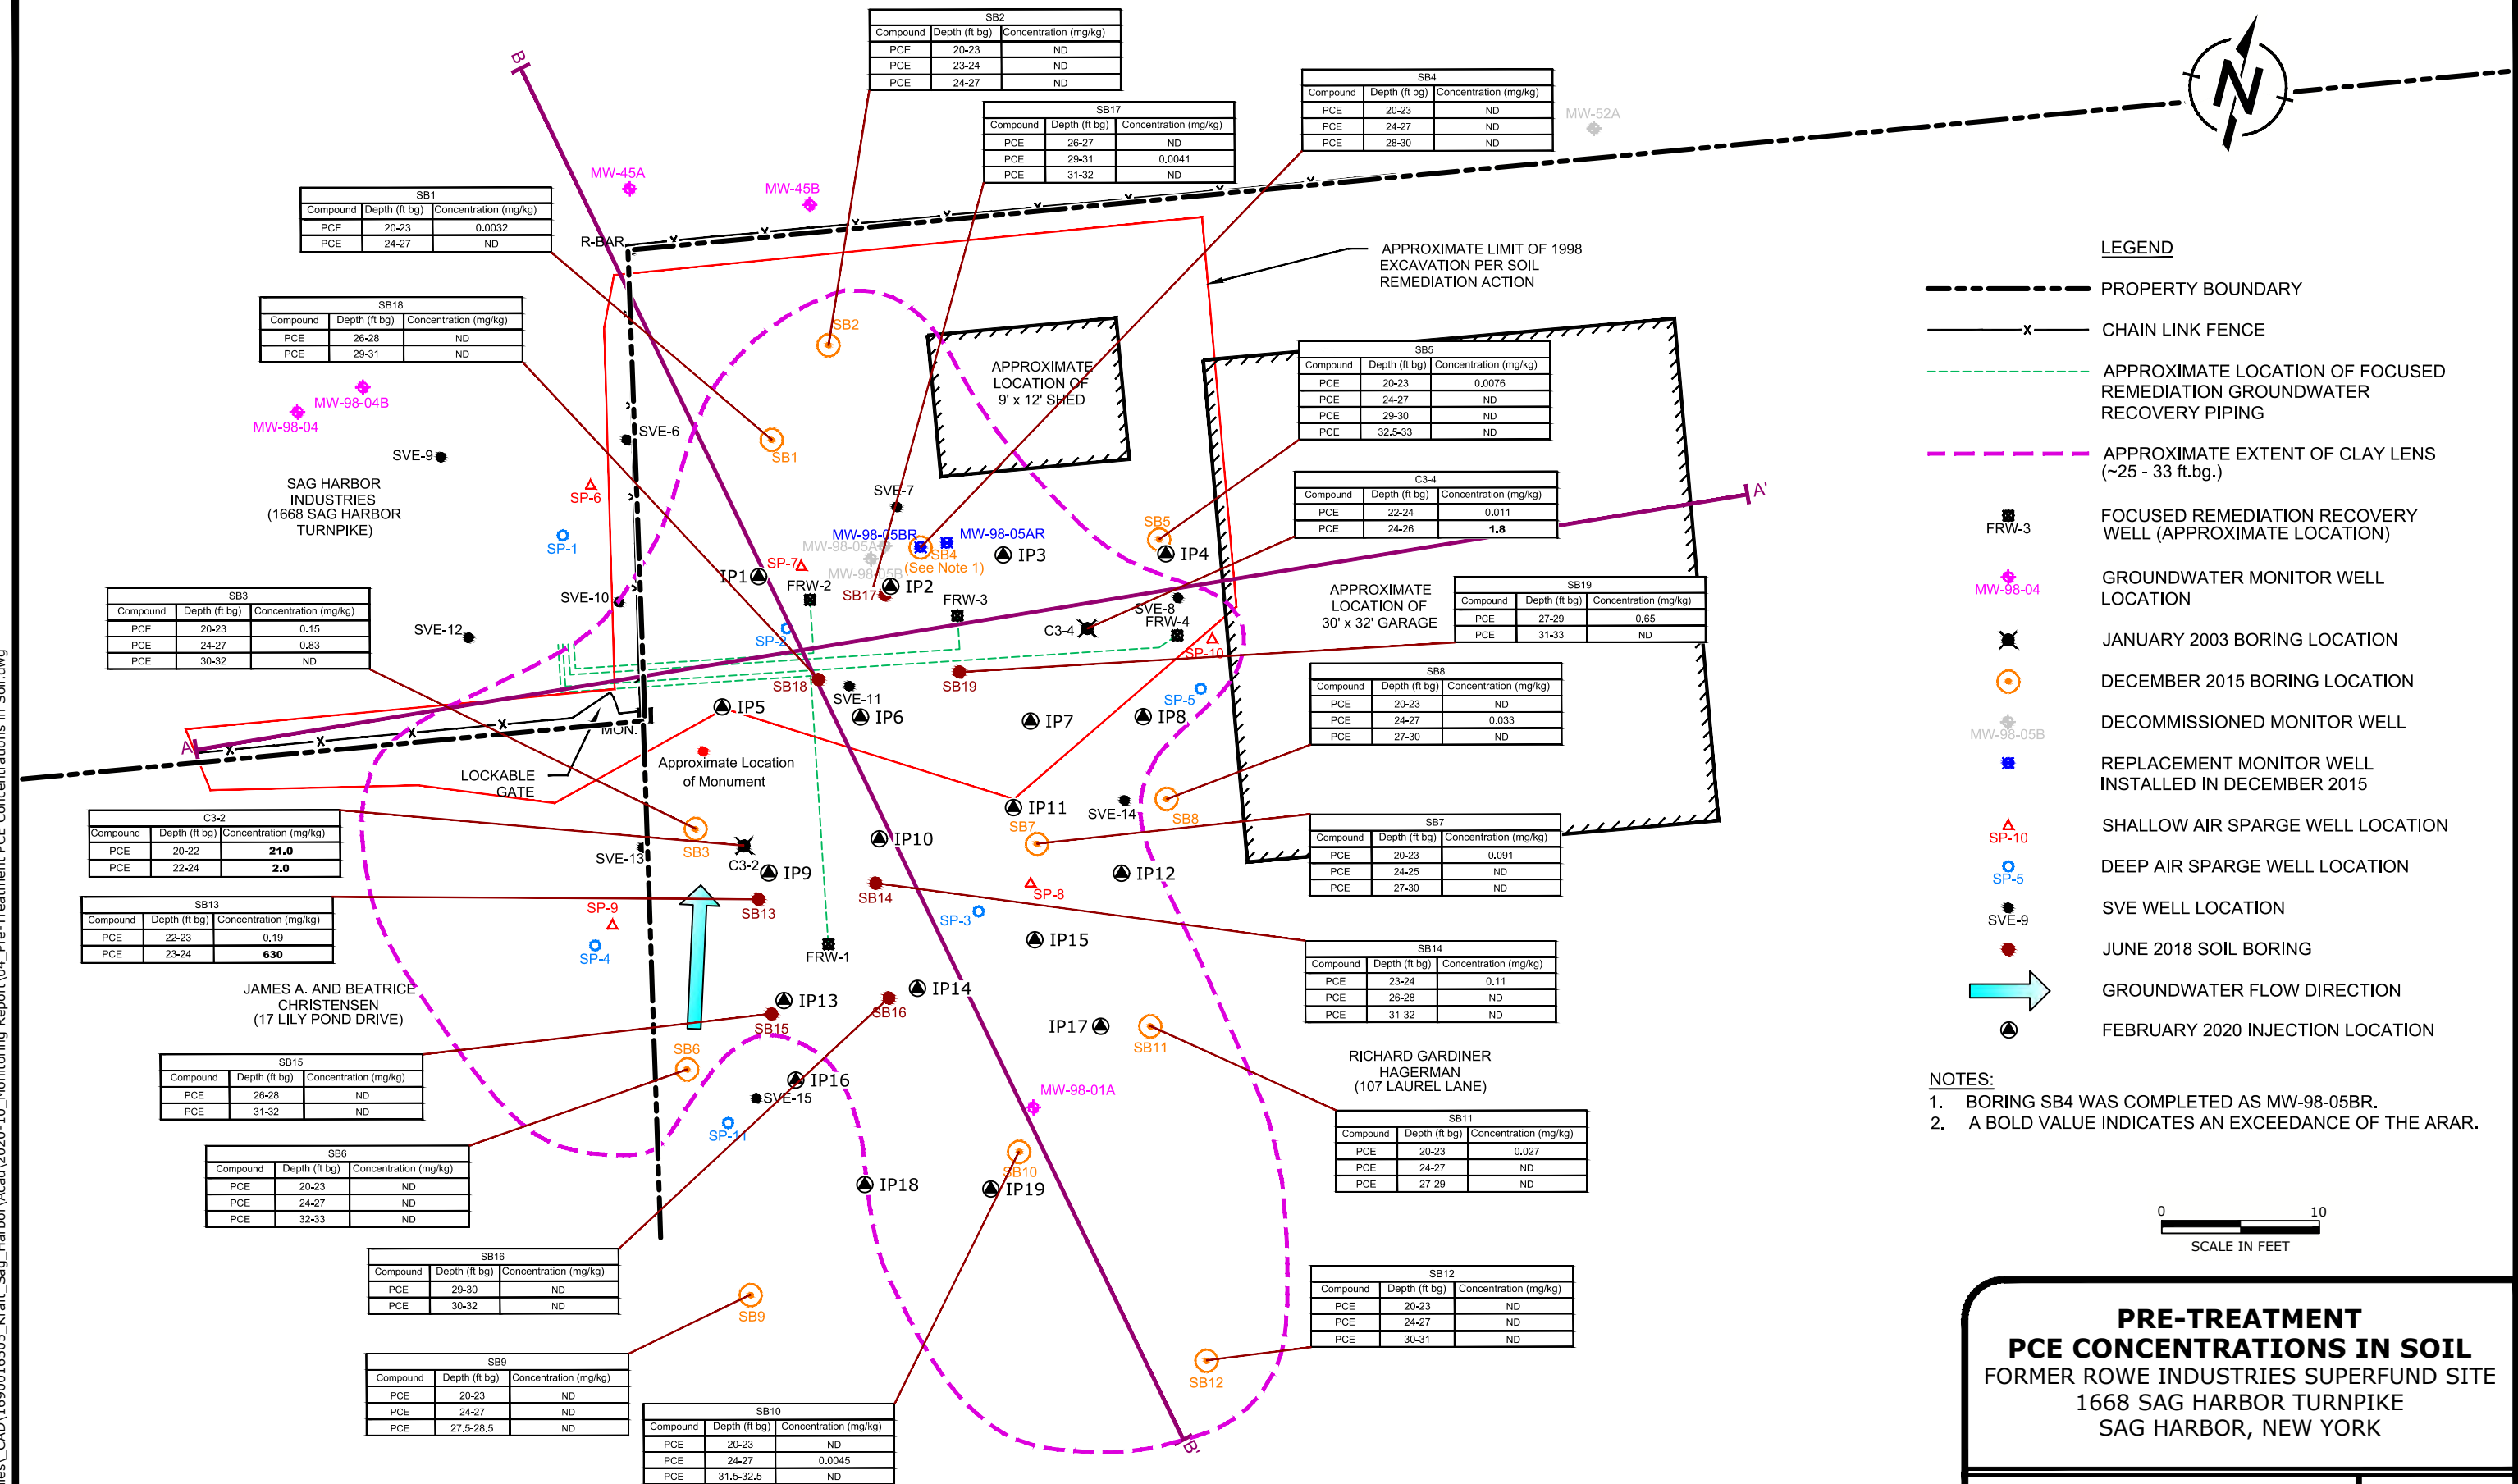 SB2
Compound Depth (ft bg) Concentration (mg/kg)
PCE 20-23 ND
PCE 23-24 ND
PCE 24-27 ND
SB17
Compound Depth (ft bg) Concentration (mg/kg)
PCE 26-27 ND
PCE 29-31 0.0041
PCE 31-32 ND
SB4
Compound Depth (ft bg) Concentration (mg/kg)
PCE 20-23 ND
PCE 24-27 ND
PCE 28-30 ND
MW-52A
N
B
MW-45A
MW-45B
SB1
Compound Depth (ft bg) Concentration (mg/kg)
PCE 20-23 0.0032
PCE 24-27 ND
R-BAR
APPROXIMATE LIMIT OF 1998
EXCAVATION PER SOIL
REMEDIATION ACTION
SB18
Compound Depth (ft bg) Concentration (mg/kg)
PCE 26-28 ND
PCE 29-31 ND
SB2
APPROXIMATE
LOCATION OF
9' x 12' SHED
SB5
Compound Depth (ft bg) Concentration (mg/kg)
PCE 20-23 0.0076
PCE 24-27 ND
PCE 29-30 ND
PCE 32.5-33 ND
MW-98-04B
MW-98-04
SVE-6
SVE-9
SB1
SAG HARBOR
INDUSTRIES
(1668 SAG HARBOR
TURNPIKE)
SP-6
SP-1
SVE-7
C3-4
Compound Depth (ft bg) Concentration (mg/kg)
PCE 22-24 0.011
PCE 24-26 1.8
A'
MW-98-05BR
MW-98-05AR
MW-98-05A
SB4
(See Note 1)
MW-98-05B
SB5
IP3
IP4
IP1
SP-7
FRW-2
IP2
SB17
FRW-3
SVE-10
SVE-12
SP-2
C3-4
SVE-8
FRW-4
SP-10
APPROXIMATE
LOCATION OF
30' x 32' GARAGE
SB19
Compound Depth (ft bg) Concentration (mg/kg)
PCE 27-29 0.65
PCE 31-33 ND
SB3
Compound Depth (ft bg) Concentration (mg/kg)
PCE 20-23 0.15
PCE 24-27 0.83
PCE 30-32 ND
SB18
SVE-11
SB19
SP-5
SB8
Compound Depth (ft bg) Concentration (mg/kg)
PCE 20-23 ND
PCE 24-27 0.033
PCE 27-30 ND
IP5
IP6
IP7
IP8
A
MON.
LOCKABLE
GATE
Approximate Location
of Monument
C3-2
Compound Depth (ft bg) Concentration (mg/kg)
PCE 20-22 21.0
PCE 22-24 2.0
SB3
SVE-13
C3-2
IP9
IP10
IP11
SB7
SVE-14
SB8
IP12
SB7
Compound Depth (ft bg) Concentration (mg/kg)
PCE 20-23 0.091
PCE 24-25 ND
PCE 27-30 ND
SB13
Compound Depth (ft bg) Concentration (mg/kg)
PCE 22-23 0.19
PCE 23-24 630
SP-9
SP-4
SB13
SB14
SP-8
SP-3
IP15
FRW-1
SB14
Compound Depth (ft bg) Concentration (mg/kg)
PCE 23-24 0.11
PCE 26-28 ND
PCE 31-32 ND
JAMES A. AND BEATRICE
CHRISTENSEN
(17 LILY POND DRIVE)
IP13
SB15
IP14
SB16
IP17
SB11
RICHARD GARDINER
HAGERMAN
(107 LAUREL LANE)
SB15
Compound Depth (ft bg) Concentration (mg/kg)
PCE 26-28 ND
PCE 31-32 ND
SB6
IP16
SVE-15
SP-11
MW-98-01A
SB11
Compound Depth (ft bg) Concentration (mg/kg)
PCE 20-23 0.027
PCE 24-27 ND
PCE 27-29 ND
SB6
Compound Depth (ft bg) Concentration (mg/kg)
PCE 20-23 ND
PCE 24-27 ND
PCE 32-33 ND
IP18
SB10
IP19
SB16
Compound Depth (ft bg) Concentration (mg/kg)
PCE 29-30 ND
PCE 30-32 ND
SB9
SB12
Compound Depth (ft bg) Concentration (mg/kg)
PCE 20-23 ND
PCE 24-27 ND
PCE 30-31 ND
SB12
SB9
Compound Depth (ft bg) Concentration (mg/kg)
PCE 20-23 ND
PCE 24-27 ND
PCE 27.5-28.5 ND
SB10
Compound Depth (ft bg) Concentration (mg/kg)
PCE 20-23 ND
PCE 24-27 0.0045
PCE 31.5-32.5 ND
B'
LEGEND
PROPERTY BOUNDARY
X CHAIN LINK FENCE
APPROXIMATE LOCATION OF FOCUSED
REMEDIATION GROUNDWATER
RECOVERY PIPING
APPROXIMATE EXTENT OF CLAY LENS
(~25 - 33 ft.bg.)
FRW-3
FOCUSED REMEDIATION RECOVERY
WELL (APPROXIMATE LOCATION)
MW-98-04
GROUNDWATER MONITOR WELL
LOCATION
JANUARY 2003 BORING LOCATION
DECEMBER 2015 BORING LOCATION
MW-98-05B
DECOMMISSIONED MONITOR WELL
REPLACEMENT MONITOR WELL
INSTALLED IN DECEMBER 2015
SP-10
SHALLOW AIR SPARGE WELL LOCATION
SP-5
DEEP AIR SPARGE WELL LOCATION
SVE-9
SVE WELL LOCATION
JUNE 2018 SOIL BORING
GROUNDWATER FLOW DIRECTION
FEBRUARY 2020 INJECTION LOCATION
NOTES:
1. BORING SB4 WAS COMPLETED AS MW-98-05BR.
2. A BOLD VALUE INDICATES AN EXCEEDANCE OF THE ARAR.
0 10
SCALE IN FEET
PRE-TREATMENT
PCE CONCENTRATIONS IN SOIL
FORMER ROWE INDUSTRIES SUPERFUND SITE
1668 SAG HARBOR TURNPIKE
SAG HARBOR, NEW YORK